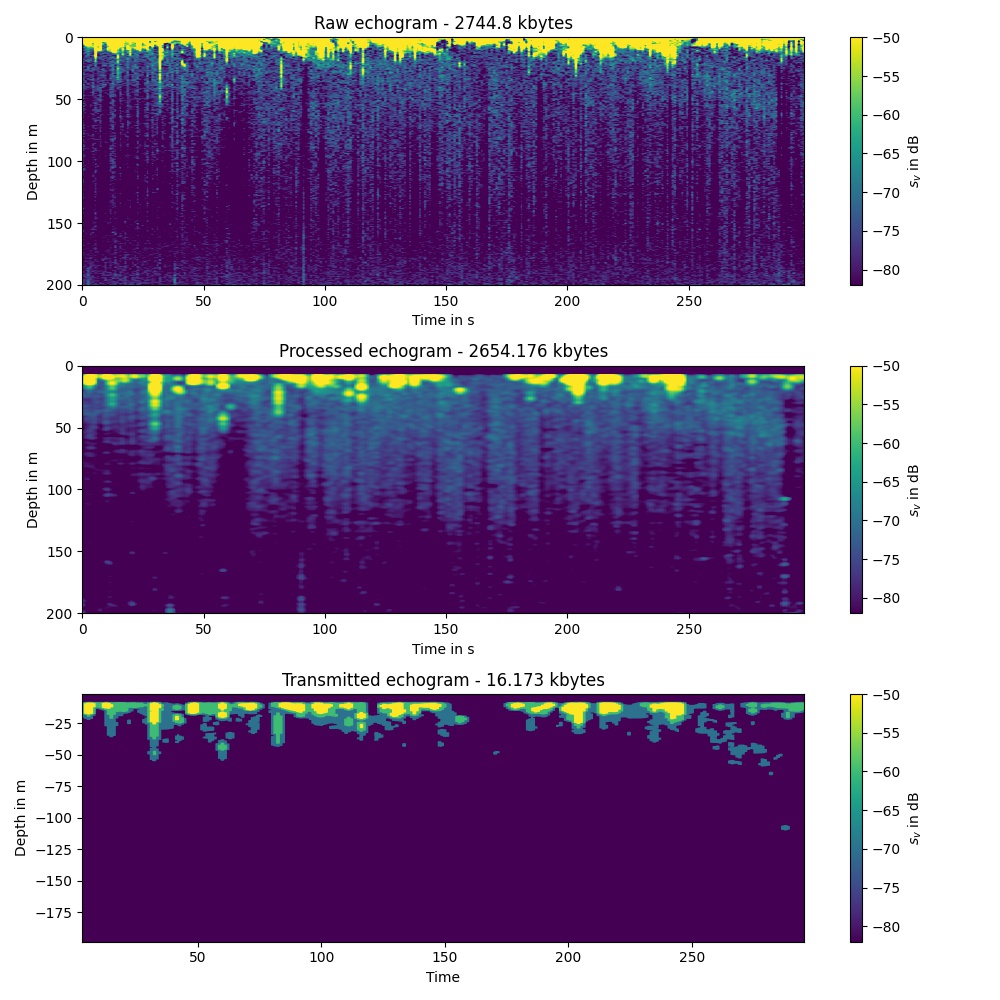 Raw echogram - 2744.8 kbytes
0
50
100
150
200
Depth in m
0 50 100 150 200 250
Time in s
−50
−55
−60
−65
−70
−75
−80
sv in dB
Processed echogram - 2654.176 kbytes
0
50
100
150
200
Depth in m
0 50 100 150 200 250
Time in s
−50
−55
−60
−65
−70
−75
−80
sv in dB
Transmitted echogram - 16.173 kbytes
−25
−50
−75
−100
−125
−150
−175
Depth in m
50 100 150 200 250
Time
−50
−55
−60
−65
−70
−75
−80
sv in dB